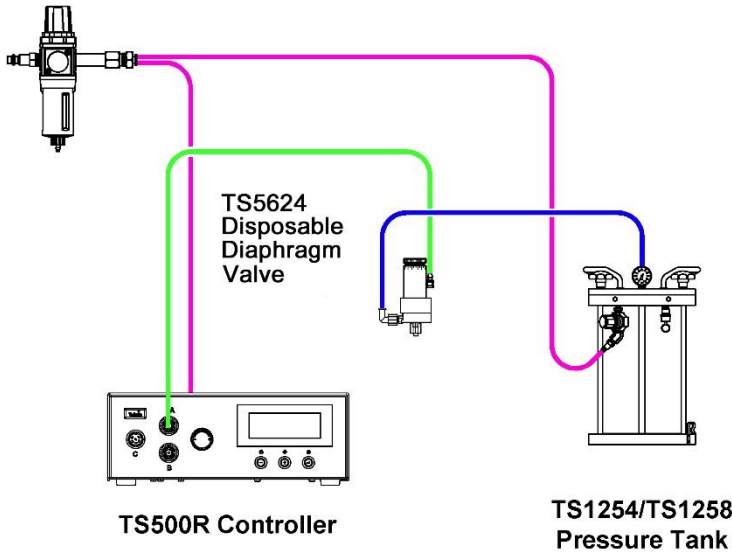 TS5624
Disposable
Diaphragm
Valve
A
C
B
TS500R Controller
TS1254/TS1258
Pressure Tank